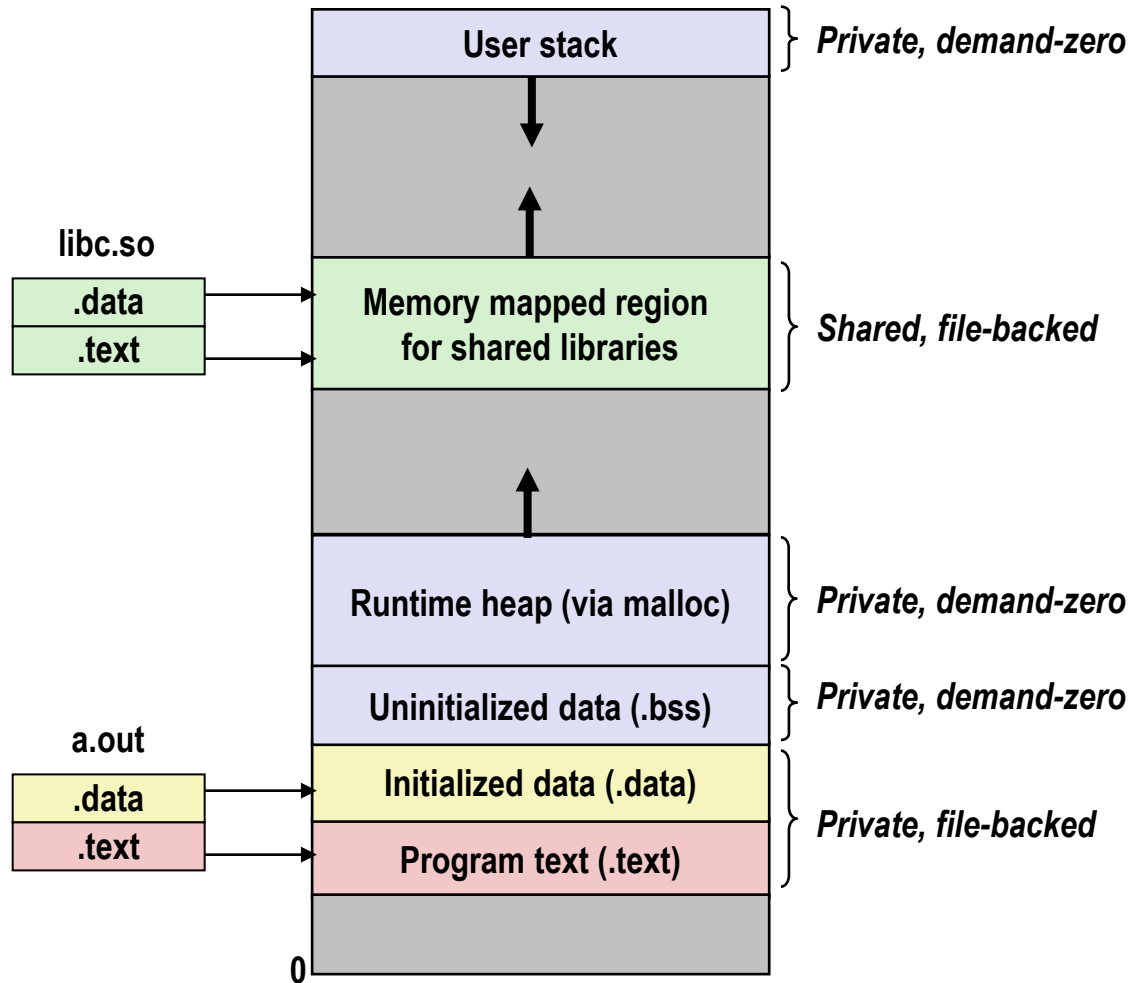 User stack
Private, demand-zero
libc.so
.data
.text
Memory mapped region
for shared libraries
Shared, file-backed
Runtime heap (via malloc)
Private, demand-zero
Uninitialized data (.bss)
Private, demand-zero
a.out
.data
.text
Initialized data (.data)
Program text (.text)
Private, file-backed
0